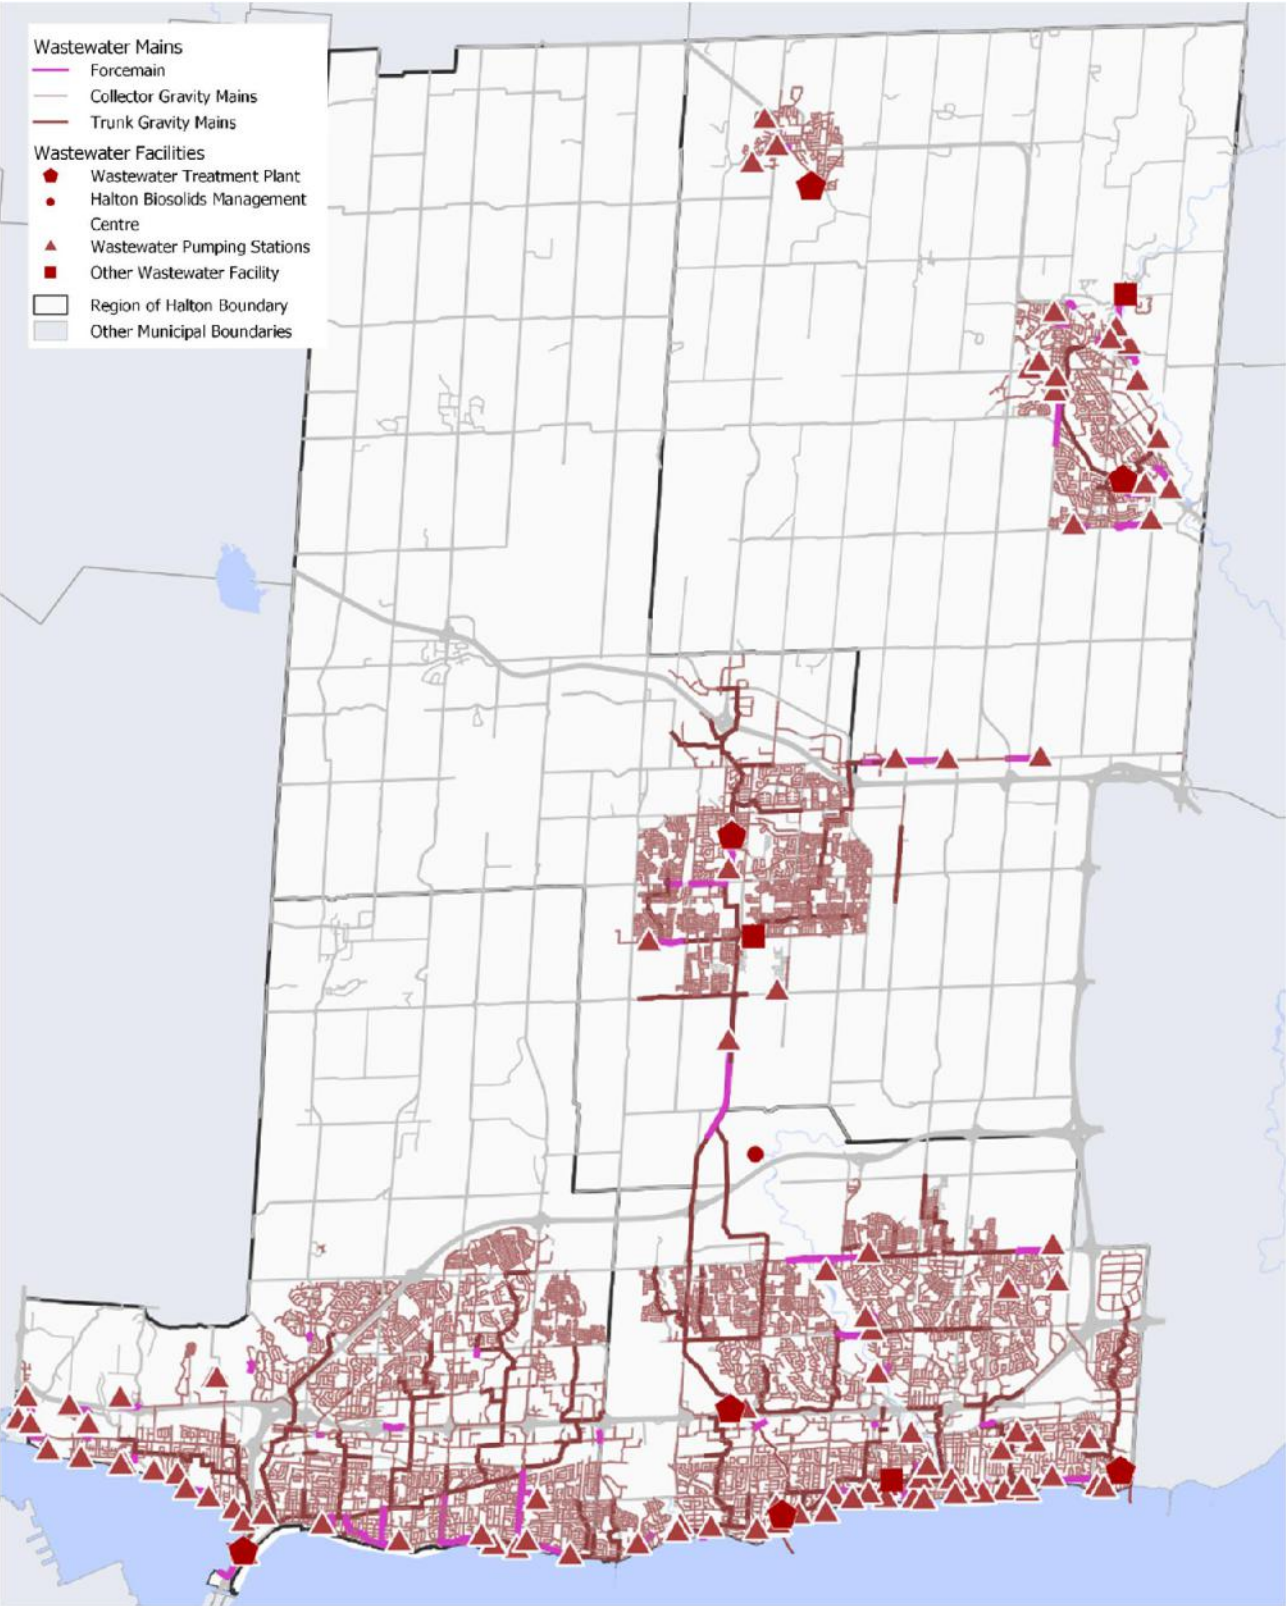 Wastewater Mains
Forcemain
Collector Gravity Mains
Trunk Gravity Mains
Wastewater Facilities
Wastewater Treatment Plant
Halton Biosolids Management
Centre
Wastewater Pumping Stations
Other Wastewater Facility
Region of Halton Boundary
Other Municipal Boundaries